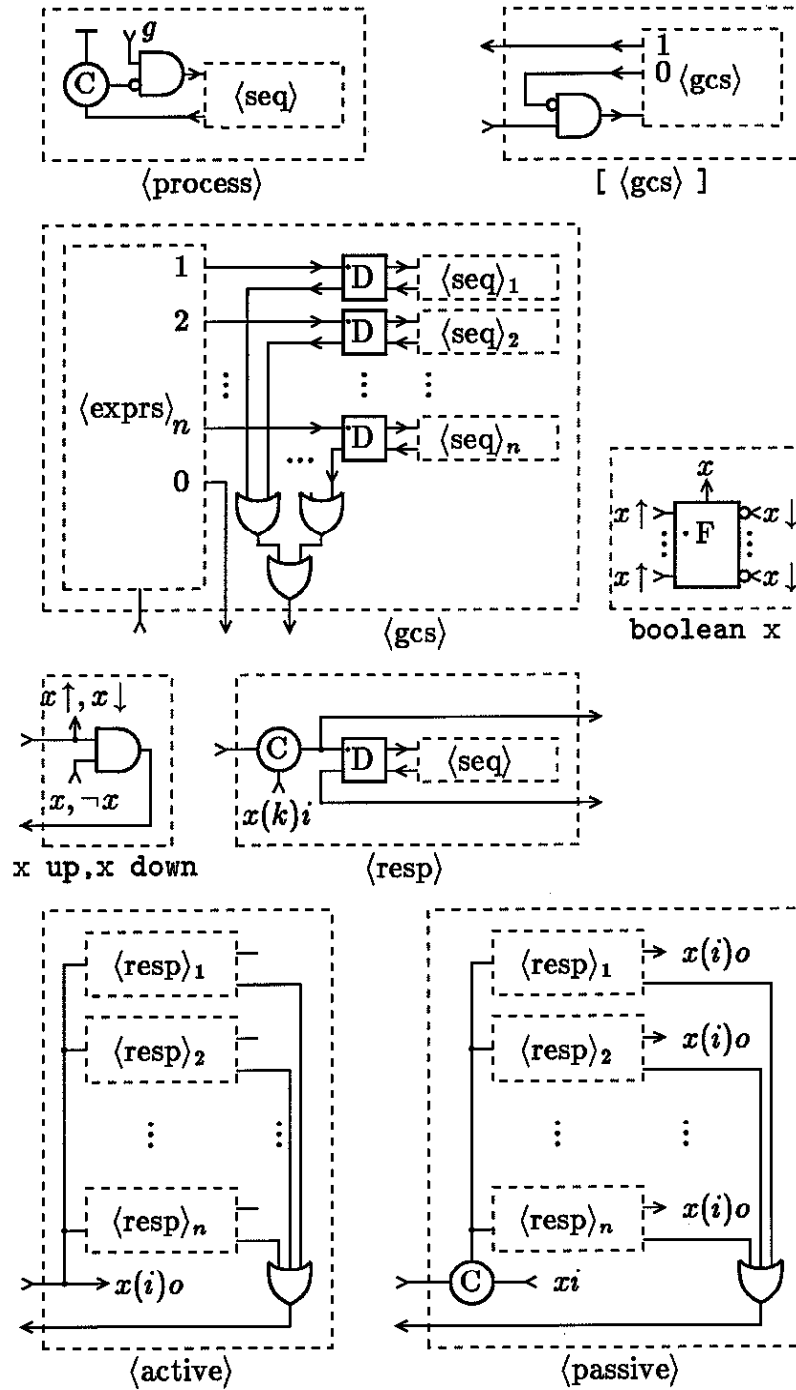 g
C
⟨seq⟩
⟨process⟩
1
0
⟨gcs⟩
[ ⟨gcs⟩ ]
⟨exprs⟩
1
2
⋮
n
0
D
⟨seq⟩₁
D
⟨seq⟩₂
⋮ ⋮
D
⟨seq⟩ₙ
...
⟨gcs⟩
x
x↑ F x↓
⋮ ⋮
x↑ x↓
boolean x
x↑, x↓
x, ¬x
x up,x down
C
D
⟨seq⟩
x(k)i
⟨resp⟩
⟨resp⟩₁
⟨resp⟩₂
⋮ ⋮
⟨resp⟩ₙ
x(i)o
⟨active⟩
⟨resp⟩₁ x(i)o
⟨resp⟩₂ x(i)o
⋮ ⋮
⟨resp⟩ₙ x(i)o
C xi
⟨passive⟩